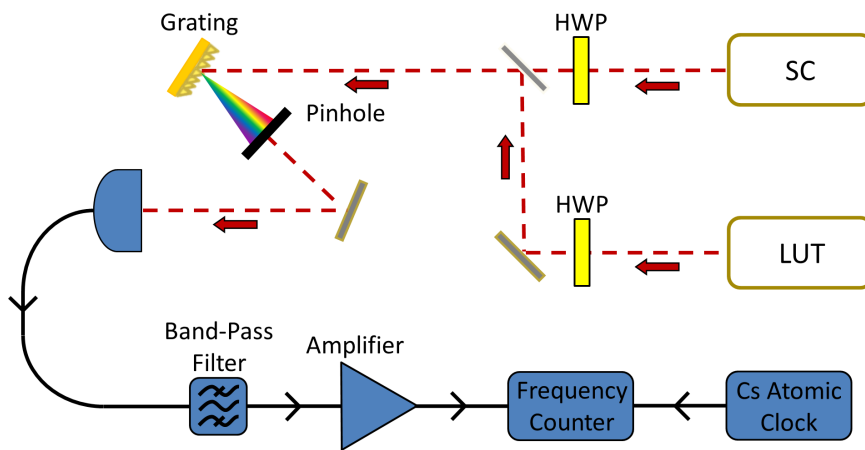 Grating
HWP
SC
Pinhole
HWP
LUT
Band-Pass
Filter
Amplifier
Frequency
Counter
Cs Atomic
Clock